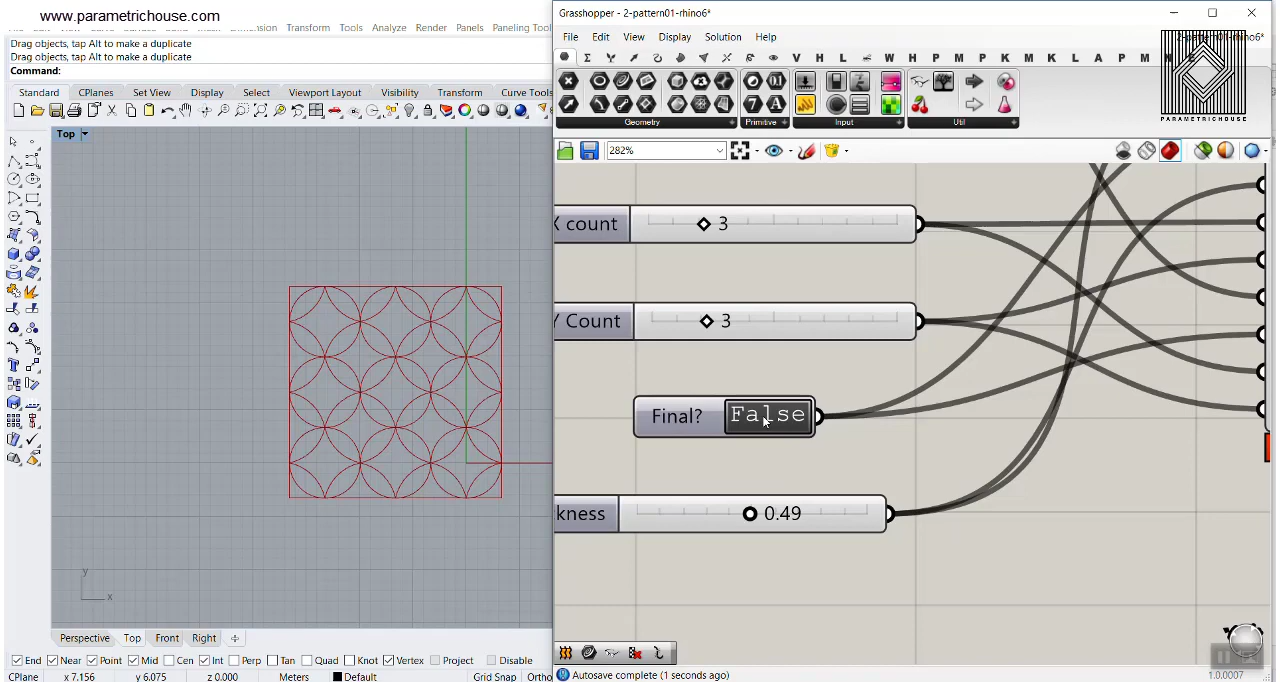 www.parametrichouse.com
Transform Tools Analyze Render Panels Paneling Tool
Drag objects, tap Alt to make a duplicate
Drag objects, tap Alt to make a duplicate
Command:
Standard CPlanes Set View Display Select Viewport Layout Visibility Transform Curve Tools
Top
y
x
Perspective Top Front Right
End Near Point Mid Cen Int Perp Tan Quad Knot Vertex Project Disable
CPlane x 7.156 y 6.075 z 0.000 Meters Default Grid Snap Ortho
Grasshopper - 2-pattern01-rhino6*
File Edit View Display Solution Help
V H L W H P M P K M K L A P M
PARAMETRICHOUSE
Geometry Primitive Input Util
282%
X count 3
Y Count 3
Final? False
kness 0.49
Autosave complete (1 seconds ago)
1.0.0007